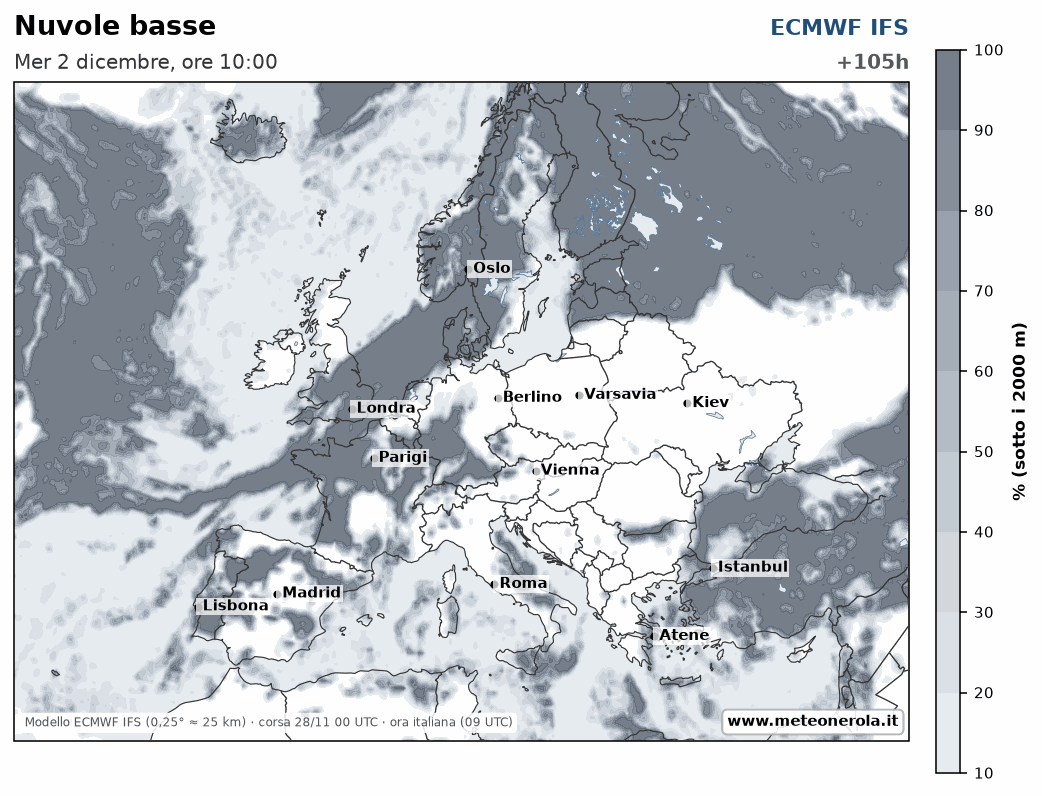 Nuvole basse
ECMWF IFS
Mer 2 dicembre, ore 10:00
+105h
Oslo
Londra
Berlino
Varsavia
Kiev
Parigi
Vienna
Istanbul
Roma
Madrid
Lisbona
Atene
Modello ECMWF IFS (0,25° ≈ 25 km) · corsa 28/11 00 UTC · ora italiana (09 UTC)
www.meteonerola.it
100
90
80
70
60
50
40
30
20
10
% (sotto i 2000 m)